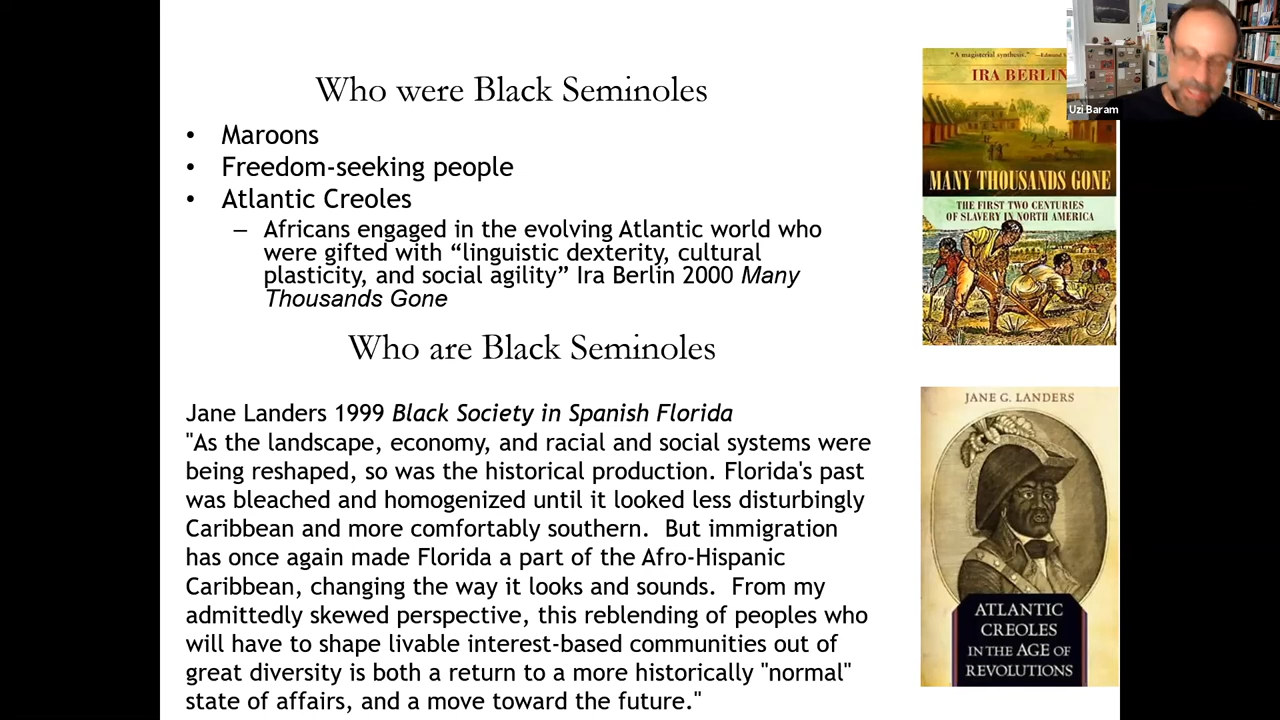 Who were Black Seminoles
• Maroons
• Freedom-seeking people
• Atlantic Creoles
– Africans engaged in the evolving Atlantic world who
were gifted with “linguistic dexterity, cultural
plasticity, and social agility” Ira Berlin 2000 Many
Thousands Gone
Who are Black Seminoles
Jane Landers 1999 Black Society in Spanish Florida
"As the landscape, economy, and racial and social systems were
being reshaped, so was the historical production. Florida's past
was bleached and homogenized until it looked less disturbingly
Caribbean and more comfortably southern. But immigration
has once again made Florida a part of the Afro-Hispanic
Caribbean, changing the way it looks and sounds. From my
admittedly skewed perspective, this reblending of peoples who
will have to shape livable interest-based communities out of
great diversity is both a return to a more historically "normal"
state of affairs, and a move toward the future."
"A magisterial synthesis." —Edmund
IRA BERLIN
MANY THOUSANDS GONE
THE FIRST TWO CENTURIES
OF SLAVERY IN NORTH AMERICA
JANE G. LANDERS
ATLANTIC
CREOLES
IN THE AGE OF
REVOLUTIONS
Uzi Baram